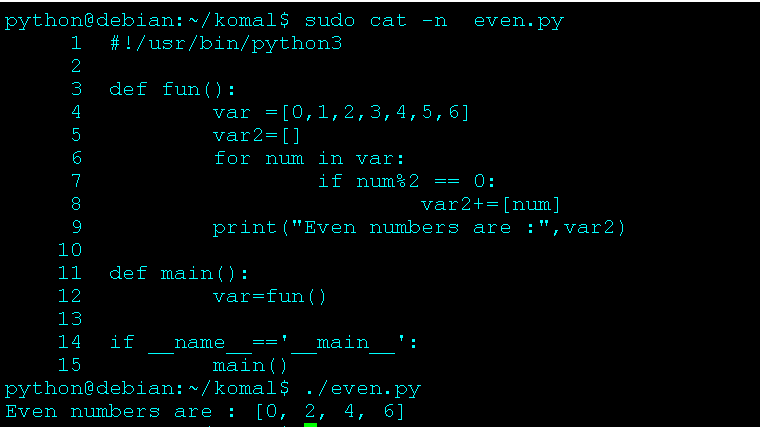 python@debian:~/komal$ sudo cat -n  even.py
     1  #!/usr/bin/python3
     2
     3  def fun():
     4          var =[0,1,2,3,4,5,6]
     5          var2=[]
     6          for num in var:
     7                  if num%2 == 0:
     8                          var2+=[num]
     9          print("Even numbers are :",var2)
    10
    11  def main():
    12          var=fun()
    13
    14  if __name__=='__main__':
    15          main()
python@debian:~/komal$ ./even.py
Even numbers are : [0, 2, 4, 6]